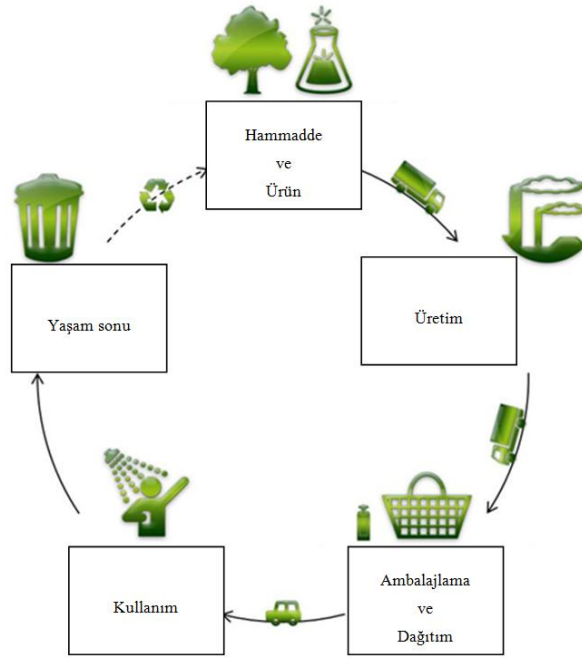 Hammadde
ve
Ürün
Üretim
Ambalajlama
ve
Dağıtım
Kullanım
Yaşam sonu